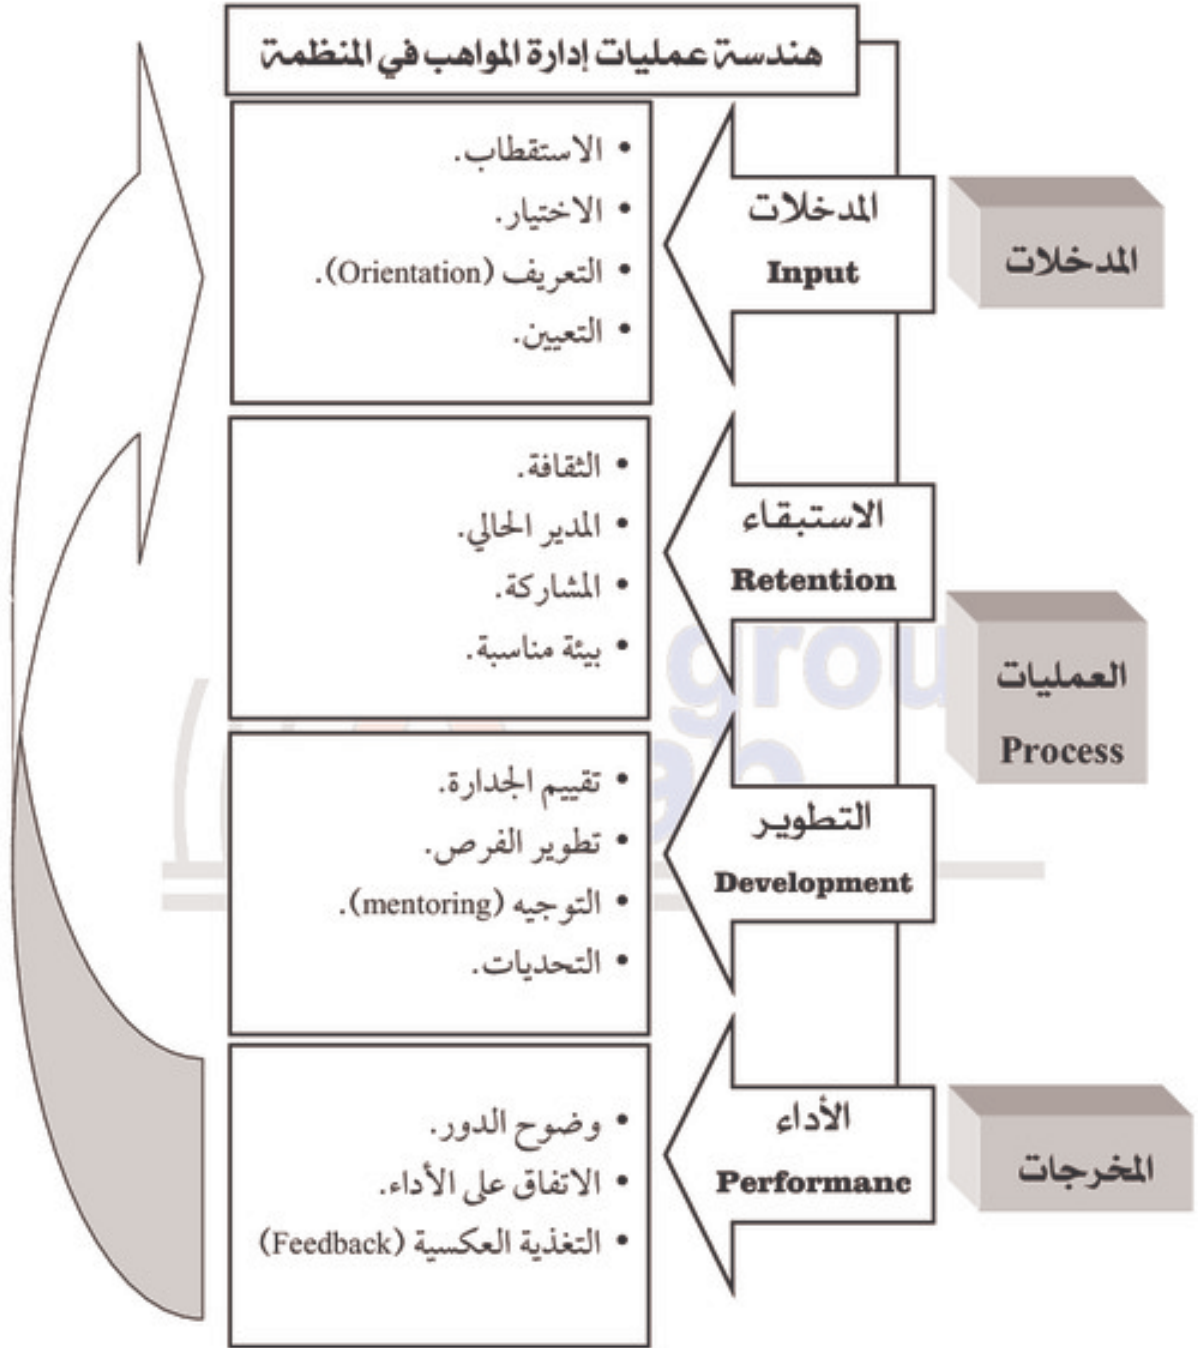 هندسة عمليات إدارة المواهب في المنظمة
المدخلات
المدخلات
Input
• الاستقطاب.
• الاختيار.
• التعريف (Orientation).
• التعيين.
العمليات
Process
الاستبقاء
Retention
• الثقافة.
• المدير الحالي.
• المشاركة.
• بيئة مناسبة.
التطوير
Development
• تقييم الجدارة.
• تطوير الفرص.
• التوجيه (mentoring).
• التحديات.
المخرجات
الأداء
Performanc
• وضوح الدور.
• الاتفاق على الأداء.
• التغذية العكسية (Feedback)